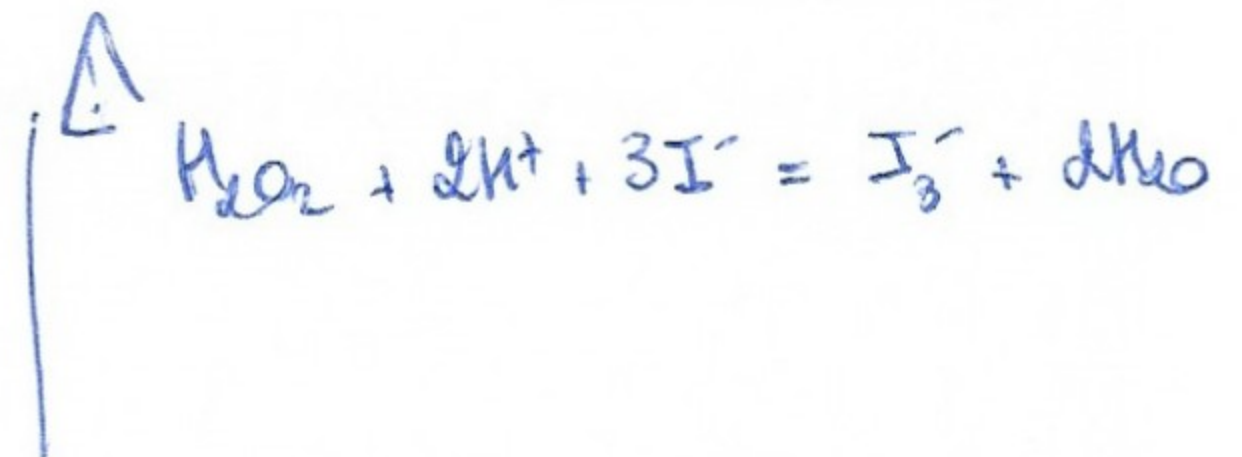 H₂O₂ + 2H⁺ + 3I⁻ = I₃⁻ + 2H₂O